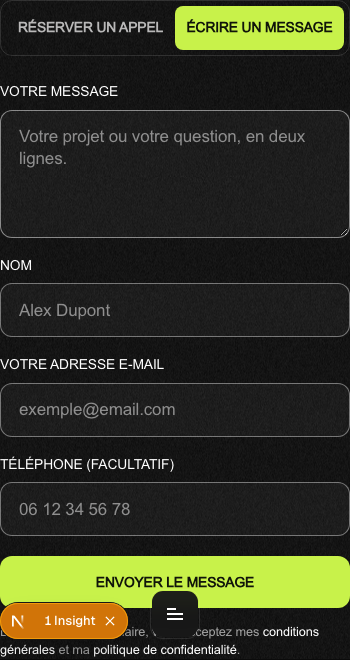 RÉSERVER UN APPEL
ÉCRIRE UN MESSAGE
VOTRE MESSAGE
Votre projet ou votre question, en deux
lignes.
NOM
Alex Dupont
VOTRE ADRESSE E-MAIL
exemple@email.com
TÉLÉPHONE (FACULTATIF)
06 12 34 56 78
ENVOYER LE MESSAGE
N 1 Insight
conditions
générales et ma politique de confidentialité.